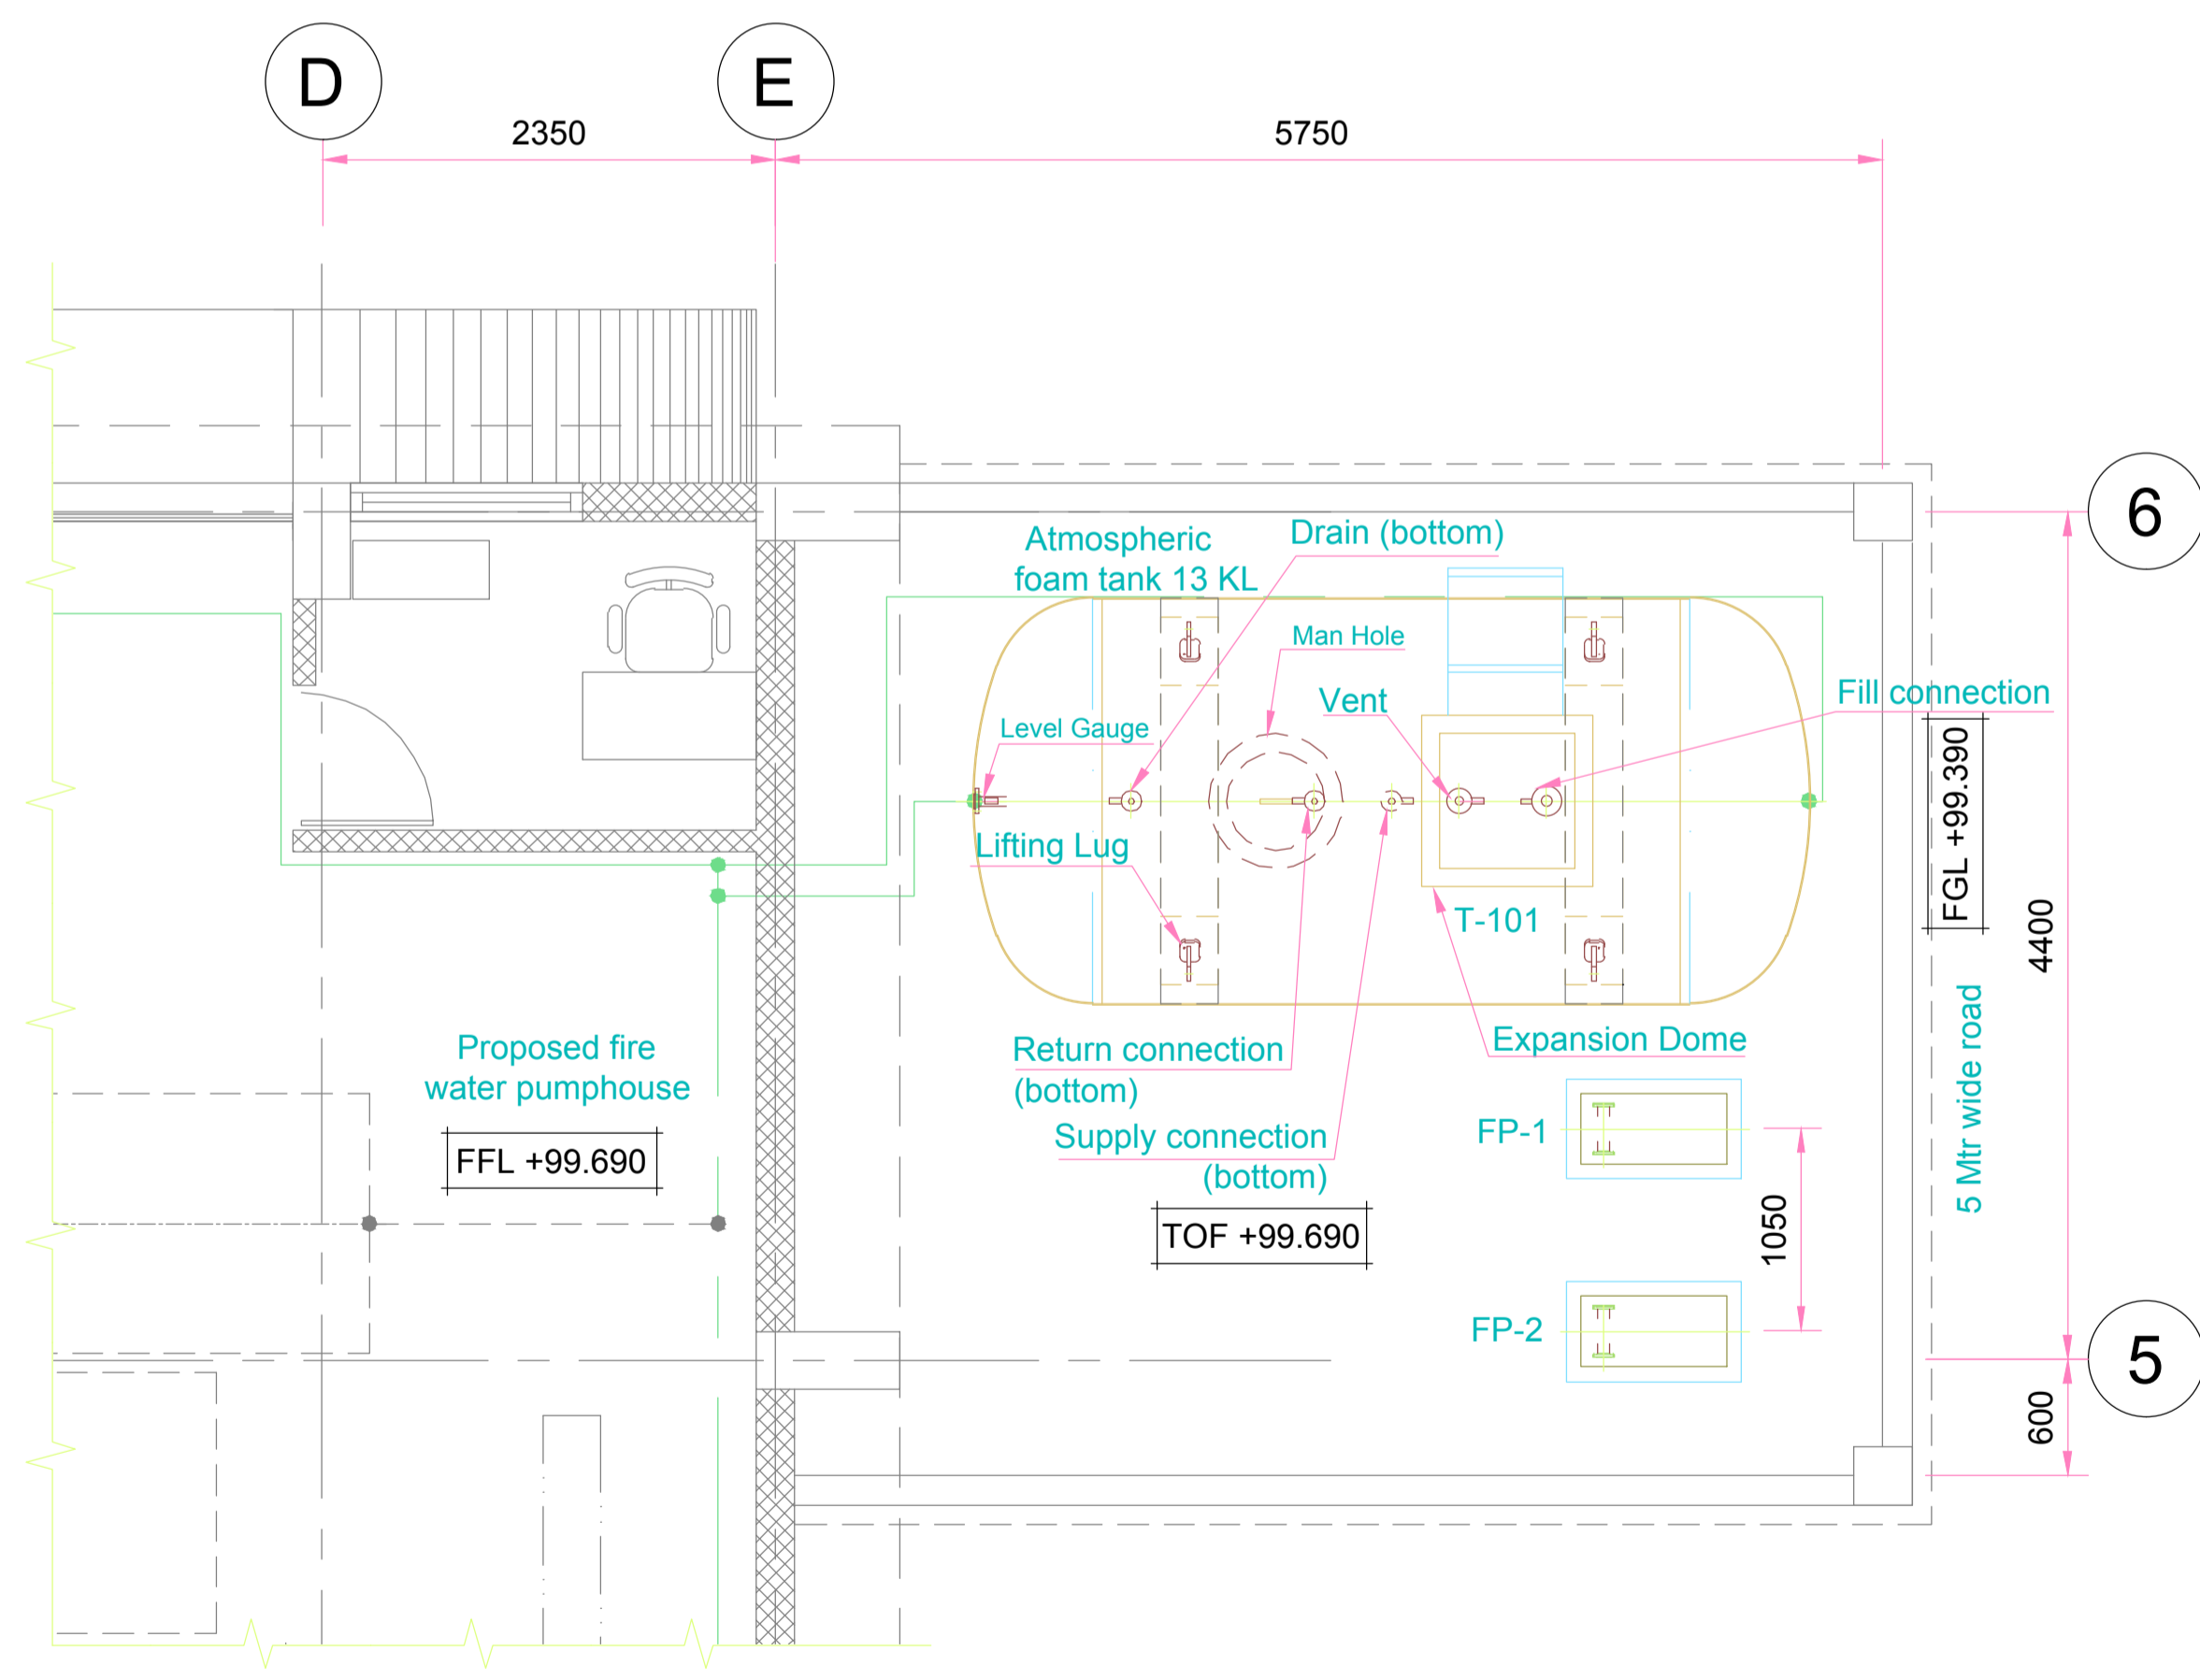 D
E
2350
5750
6
Atmospheric
foam tank 13 KL
Drain (bottom)
Man Hole
Vent
Fill connection
Level Gauge
FGL +99.390
Lifting Lug
T-101
4400
Proposed fire
water pumphouse
Return connection
(bottom)
Expansion Dome
5 Mtr wide road
FP-1
Supply connection
(bottom)
FFL +99.690
TOF +99.690
1050
FP-2
5
600